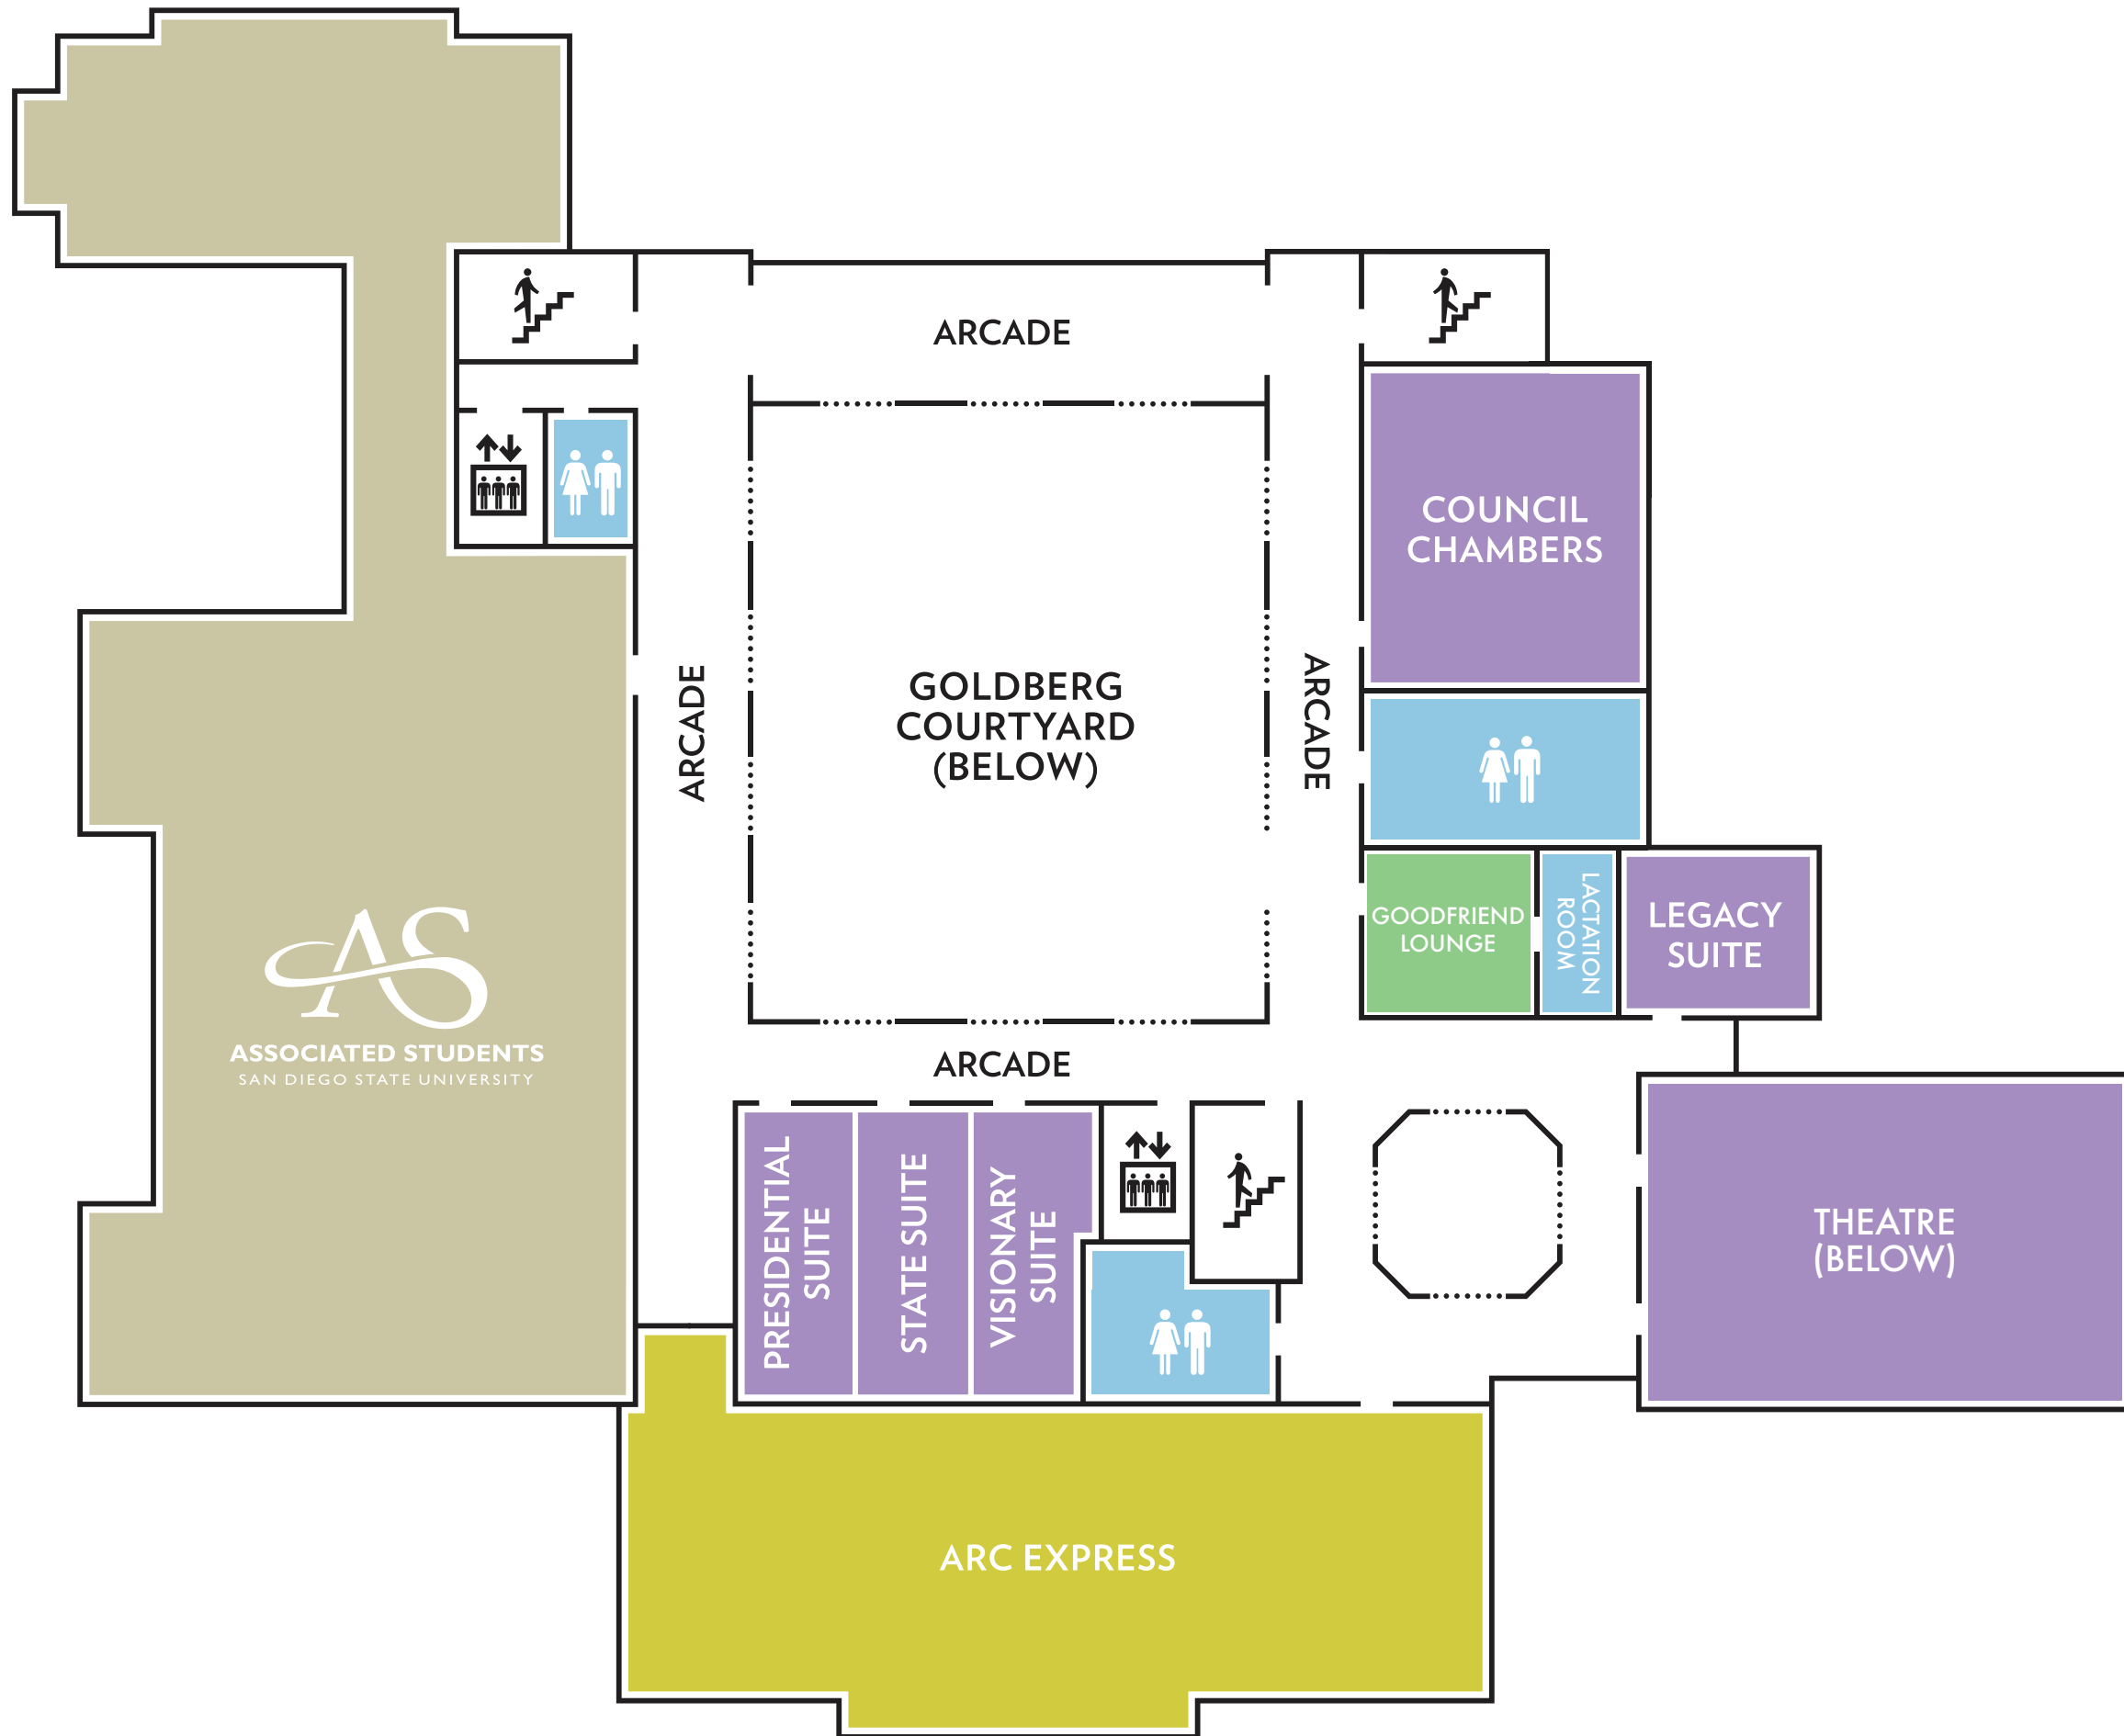 ARCADE
COUNCIL
CHAMBERS
ARCADE
GOLDBERG
COURTYARD
(BELOW)
ARCADE
GOODFRIEND
LOUNGE
LACTATION
ROOM
LEGACY
SUITE
AS
ASSOCIATED STUDENTS
SAN DIEGO STATE UNIVERSITY
ARCADE
PRESIDENTIAL
SUITE
STATE SUITE
VISIONARY
SUITE
THEATRE
(BELOW)
ARC EXPRESS